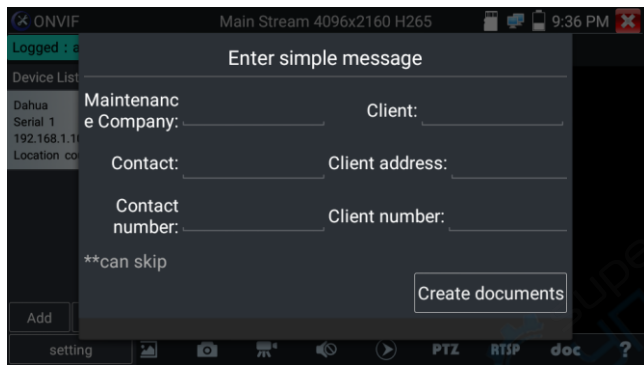 ONVIF Main Stream 4096x2160 H265 9:36 PM
Logged : a
Enter simple message
Device List
Dahua
Serial 1
192.168.1.10
Location co
Maintenanc
e Company:
Client:
Contact:
Client address:
Contact
number:
Client number:
**can skip
Create documents
Add
setting PTZ RTSP doc ?